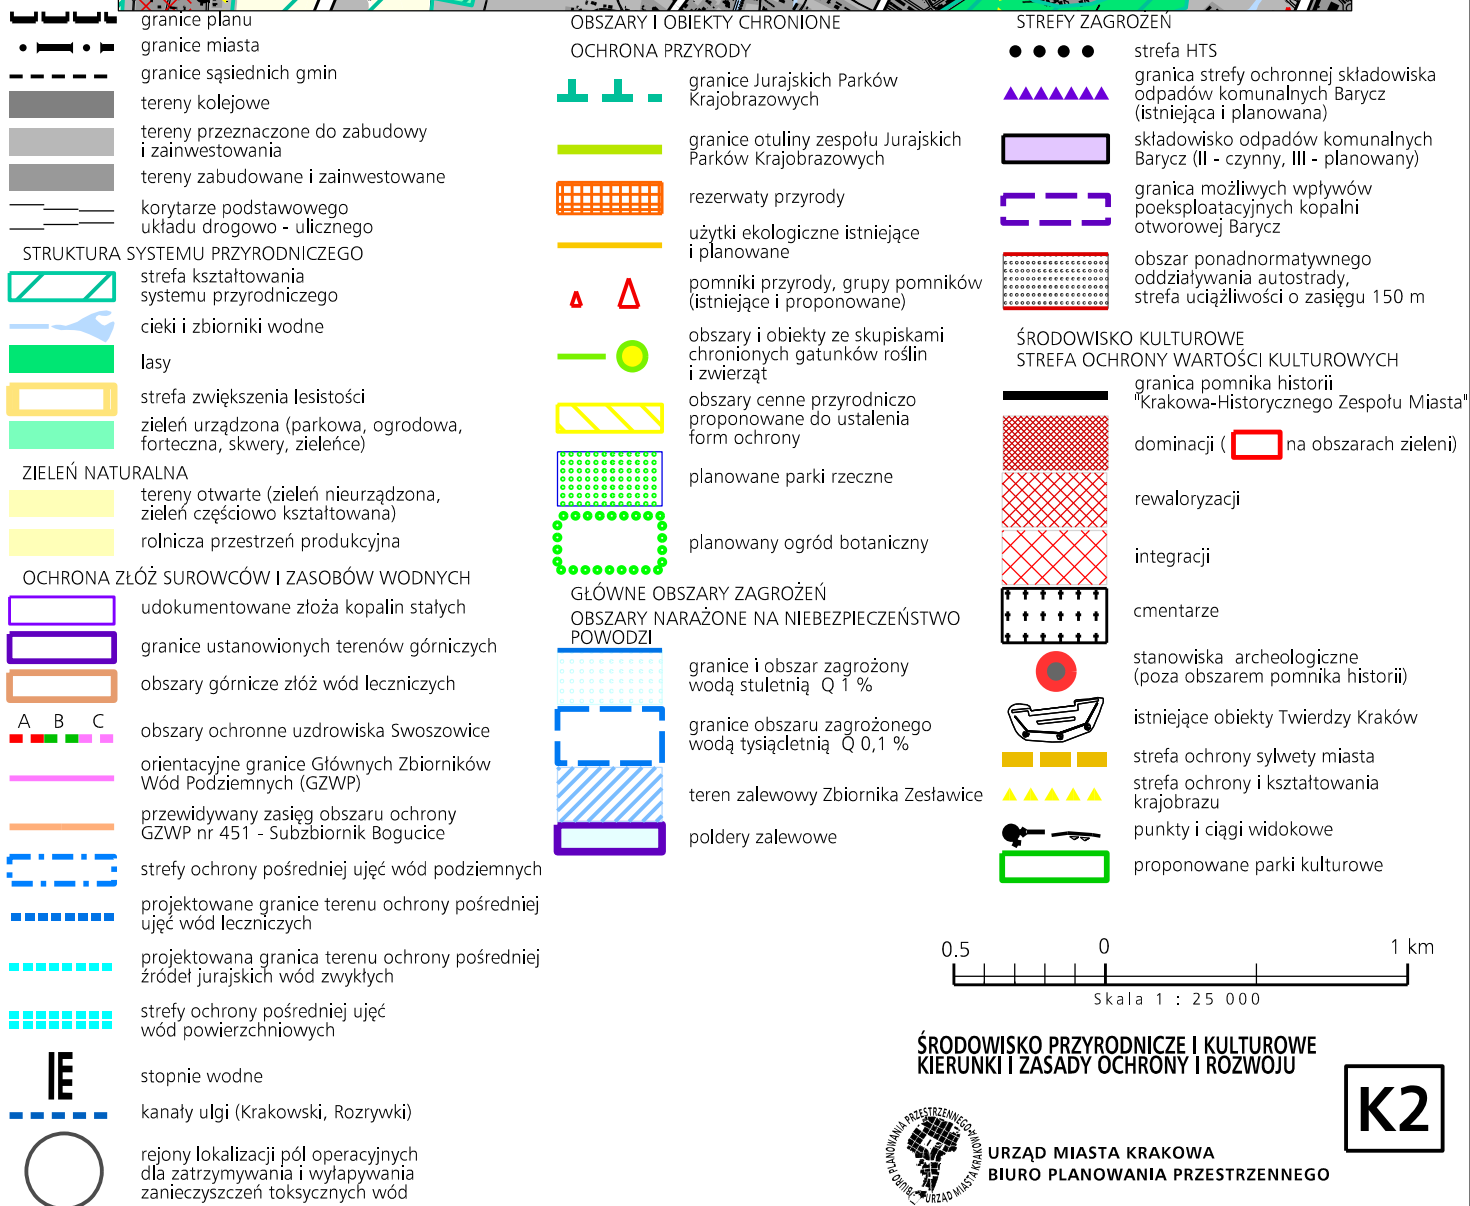 granice planu
granice miasta
granice sąsiednich gmin
tereny kolejowe
tereny przeznaczone do zabudowy
i zainwestowania
tereny zabudowane i zainwestowane
korytarze podstawowego
układu drogowo - ulicznego
STRUKTURA SYSTEMU PRZYRODNICZEGO
strefa kształtowania
systemu przyrodniczego
cieki i zbiorniki wodne
lasy
strefa zwiększenia lesistości
zieleń urządzona (parkowa, ogrodowa,
forteczna, skwery, zieleńce)
ZIELEŃ NATURALNA
tereny otwarte (zieleń nieurządzona,
zieleń częściowo kształtowana)
rolnicza przestrzeń produkcyjna
OCHRONA ZŁÓŻ SUROWCÓW I ZASOBÓW WODNYCH
udokumentowane złoża kopalin stałych
granice ustanowionych terenów górniczych
obszary górnicze złóż wód leczniczych
A B C
obszary ochronne uzdrowiska Swoszowice
orientacyjne granice Głównych Zbiorników
Wód Podziemnych (GZWP)
przewidywany zasięg obszaru ochrony
GZWP nr 451 - Subzbiornik Bogucice
strefy ochrony pośredniej ujęć wód podziemnych
projektowane granice terenu ochrony pośredniej
ujęć wód leczniczych
projektowana granica terenu ochrony pośredniej
źródeł jurajskich wód zwykłych
strefy ochrony pośredniej ujęć
wód powierzchniowych
stopnie wodne
kanały ulgi (Krakowski, Rozrywki)
rejony lokalizacji pól operacyjnych
dla zatrzymywania i wyłapywania
zanieczyszczeń toksycznych wód
OBSZARY I OBIEKTY CHRONIONE
OCHRONA PRZYRODY
granice Jurajskich Parków
Krajobrazowych
granice otuliny zespołu Jurajskich
Parków Krajobrazowych
rezerwaty przyrody
użytki ekologiczne istniejące
i planowane
pomniki przyrody, grupy pomników
(istniejące i proponowane)
obszary i obiekty ze skupiskami
chronionych gatunków roślin
i zwierząt
obszary cenne przyrodniczo
proponowane do ustalenia
form ochrony
planowane parki rzeczne
planowany ogród botaniczny
GŁÓWNE OBSZARY ZAGROŻEŃ
OBSZARY NARAŻONE NA NIEBEZPIECZEŃSTWO
POWODZI
granice i obszar zagrożony
wodą stuletnią Q 1 %
granice obszaru zagrożonego
wodą tysiącletnią Q 0,1 %
teren zalewowy Zbiornika Zesławice
poldery zalewowe
STREFY ZAGROŻEŃ
strefa HTS
granica strefy ochronnej składowiska
odpadów komunalnych Barycz
(istniejąca i planowana)
składowisko odpadów komunalnych
Barycz (II - czynny, III - planowany)
granica możliwych wpływów
poeksploatacyjnych kopalni
otworowej Barycz
obszar ponadnormatywnego
oddziaływania autostrady,
strefa uciążliwości o zasięgu 150 m
ŚRODOWISKO KULTUROWE
STREFA OCHRONY WARTOŚCI KULTUROWYCH
granica pomnika historii
"Krakowa-Historycznego Zespołu Miasta"
dominacji ( na obszarach zieleni)
rewaloryzacji
integracji
cmentarze
stanowiska archeologiczne
(poza obszarem pomnika historii)
istniejące obiekty Twierdzy Kraków
strefa ochrony sylwety miasta
strefa ochrony i kształtowania
krajobrazu
punkty i ciągi widokowe
proponowane parki kulturowe
0.5 0 1 km
Skala 1 : 25 000
ŚRODOWISKO PRZYRODNICZE I KULTUROWE
KIERUNKI I ZASADY OCHRONY I ROZWOJU
K2
BIURO PLANOWANIA PRZESTRZENNEGO URZĄD MIASTA KRAKOWA
URZĄD MIASTA KRAKOWA
BIURO PLANOWANIA PRZESTRZENNEGO